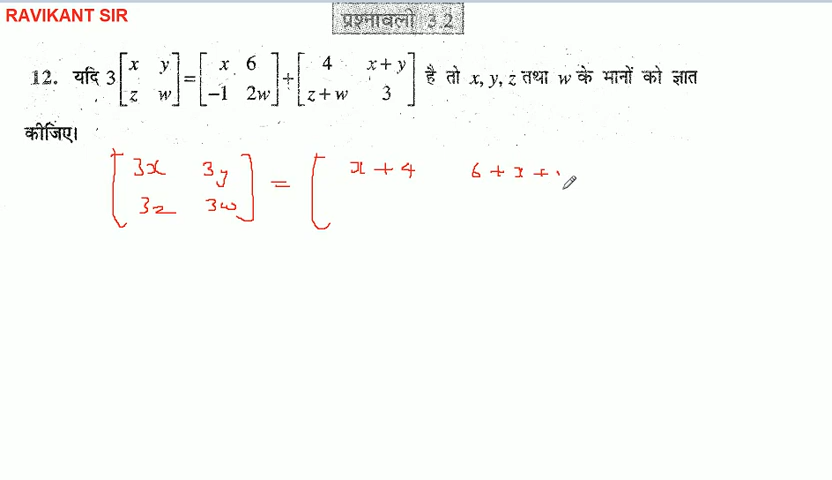 RAVIKANT SIR
प्रश्नावली 3.2
12. यदि 3 [x y; z w] = [x 6; −1 2w] + [4 x+y; z+w 3] है तो x, y, z तथा w के मानों को ज्ञात
कीजिए।
[3x 3y; 3z 3w] = [x + 4 6 + x +